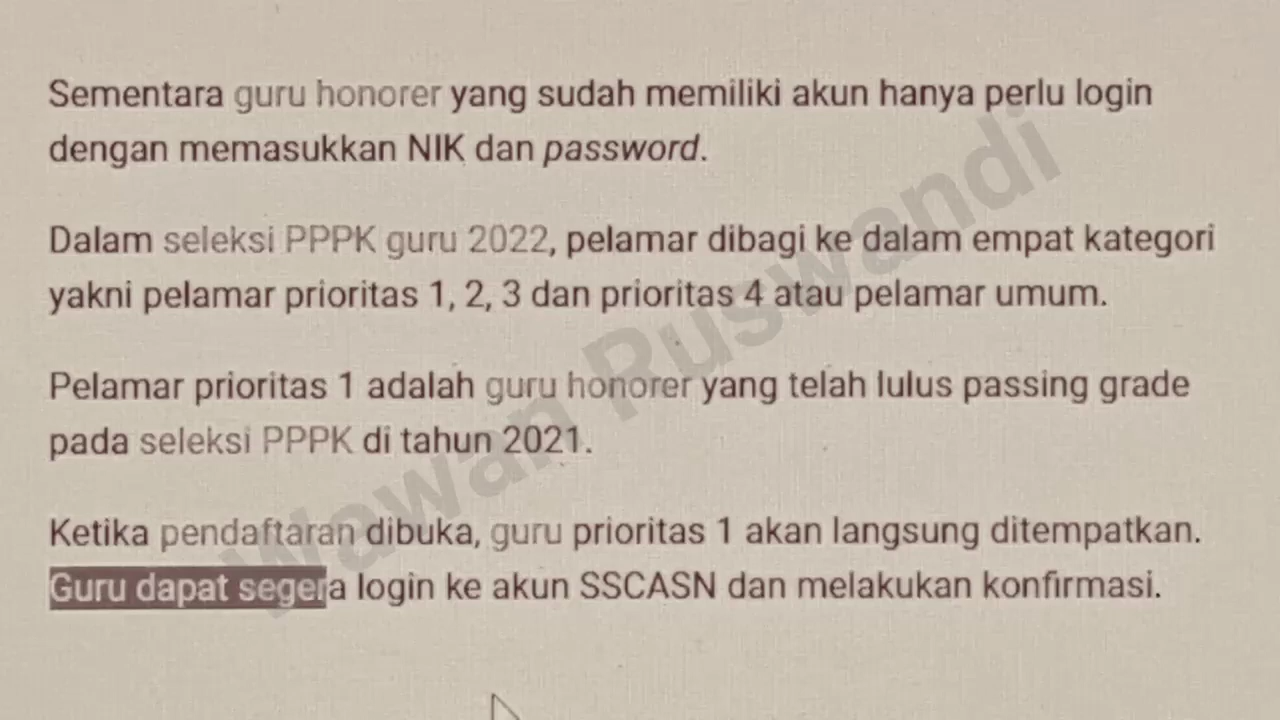 Sementara guru honorer yang sudah memiliki akun hanya perlu login
dengan memasukkan NIK dan password.
Dalam seleksi PPPK guru 2022, pelamar dibagi ke dalam empat kategori
yakni pelamar prioritas 1, 2, 3 dan prioritas 4 atau pelamar umum.
Pelamar prioritas 1 adalah guru honorer yang telah lulus passing grade
pada seleksi PPPK di tahun 2021.
Ketika pendaftaran dibuka, guru prioritas 1 akan langsung ditempatkan.
Guru dapat segera login ke akun SSCASN dan melakukan konfirmasi.
Wawan Ruswandi